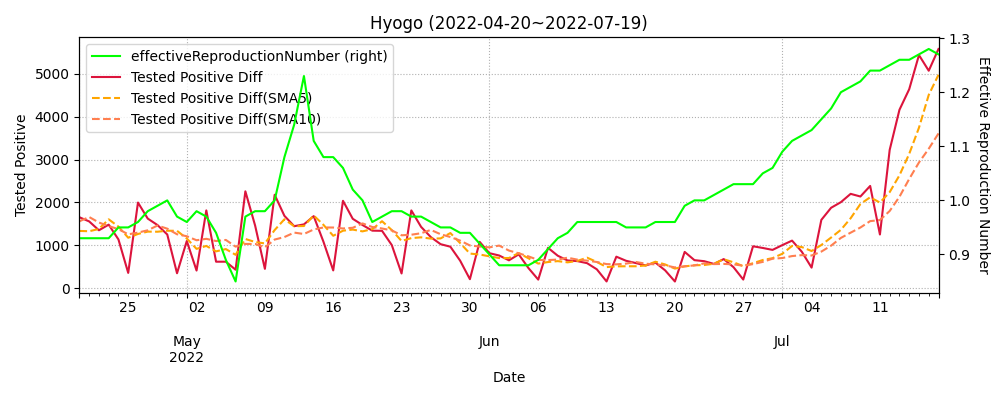 Hyogo (2022-04-20~2022-07-19)
effectiveReproductionNumber (right)
Tested Positive Diff
Tested Positive Diff(SMA5)
Tested Positive Diff(SMA10)
Tested Positive
5000
4000
3000
2000
1000
0
1.3
1.2
1.1
1.0
0.9
Effective Reproduction Number
25 02 09 16 23 30 06 13 20 27 04 11
May Jun Jul
2022
Date